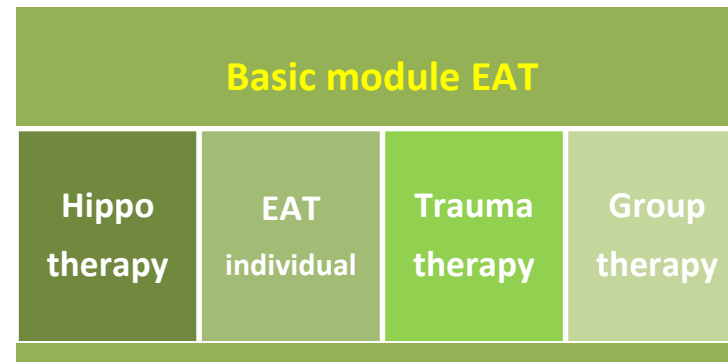 Basic module EAT
Hippo
therapy
EAT
individual
Trauma
therapy
Group
therapy